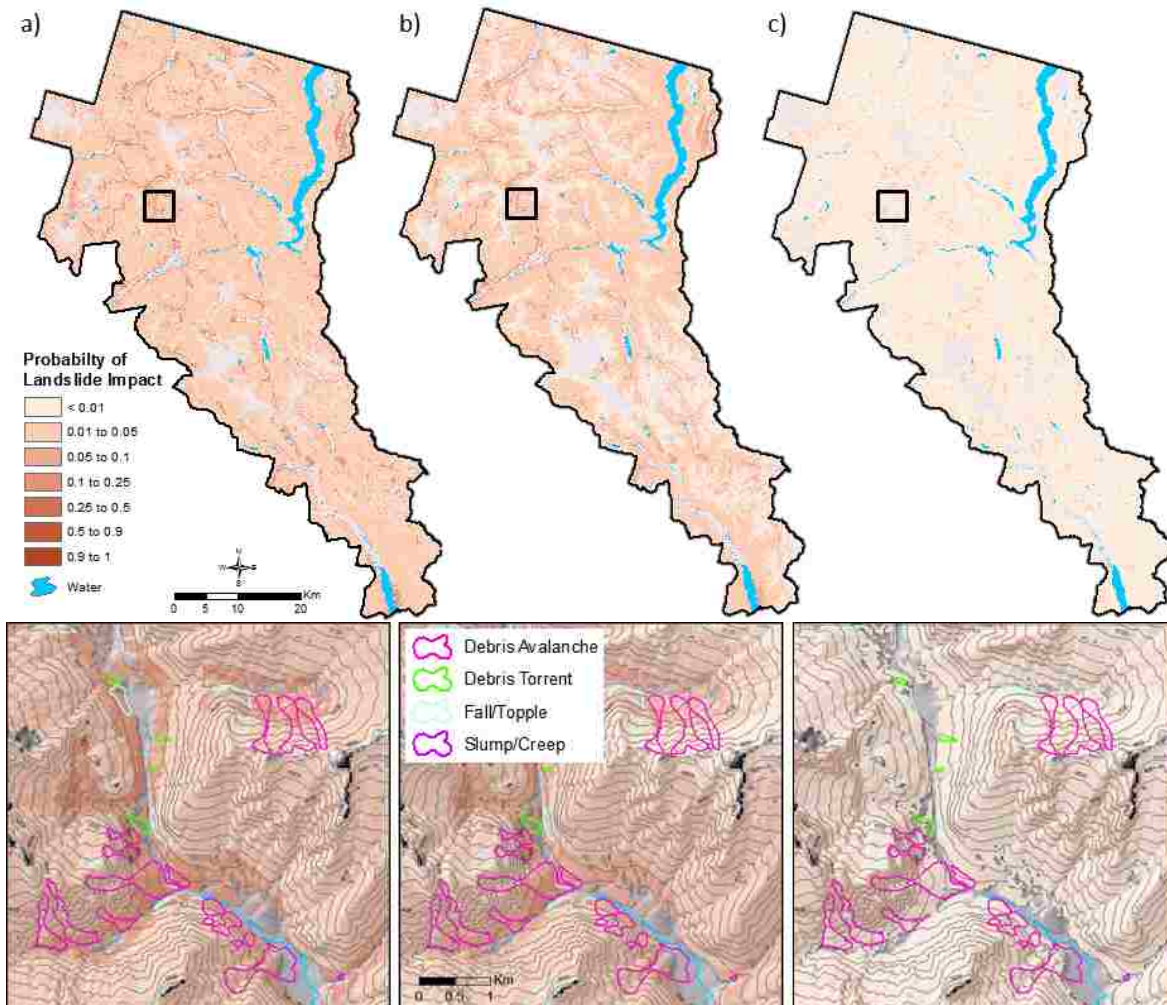 a)
b)
c)
Probabilty of
Landslide Impact
< 0.01
0.01 to 0.05
0.05 to 0.1
0.1 to 0.25
0.25 to 0.5
0.5 to 0.9
0.9 to 1
Water
N
W E
S
Km
0 5 10 20
Debris Avalanche
Debris Torrent
Fall/Topple
Slump/Creep
Km
0 0.5 1